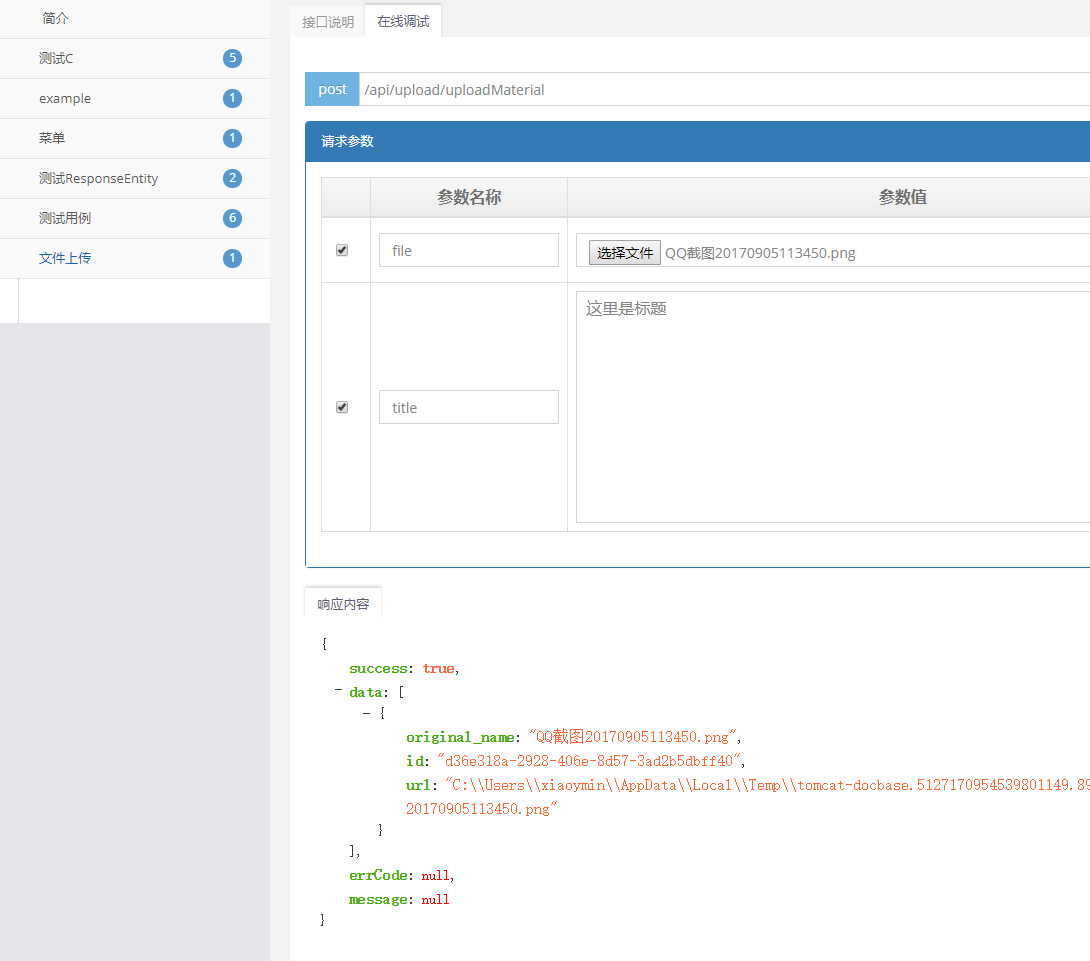 简介
测试C 5
example 1
菜单 1
测试ResponseEntity 2
测试用例 6
文件上传 1
接口说明 在线调试
post /api/upload/uploadMaterial
请求参数
参数名称 参数值
file 选择文件 QQ截图20170905113450.png
title 这里是标题
响应内容
{
success: true,
- data: [
- {
original_name: "QQ截图20170905113450.png",
id: "d36e318a-2928-406e-8d57-3ad2b5dbff40",
url: "C:\\Users\\xiaoymin\\AppData\\Local\\Temp\\tomcat-docbase.5127170954539801149.89
20170905113450.png"
}
],
errCode: null,
message: null
}